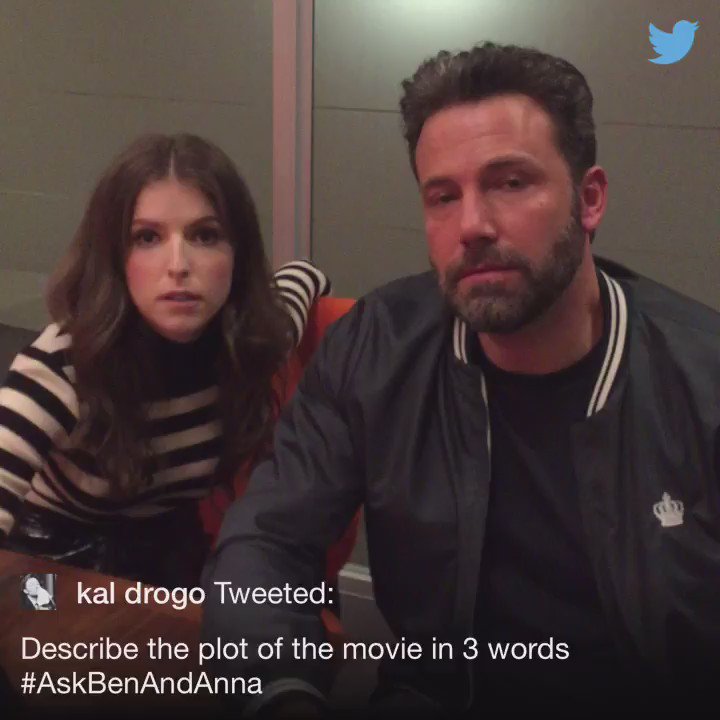 kal drogo Tweeted:
Describe the plot of the movie in 3 words
#AskBenAndAnna